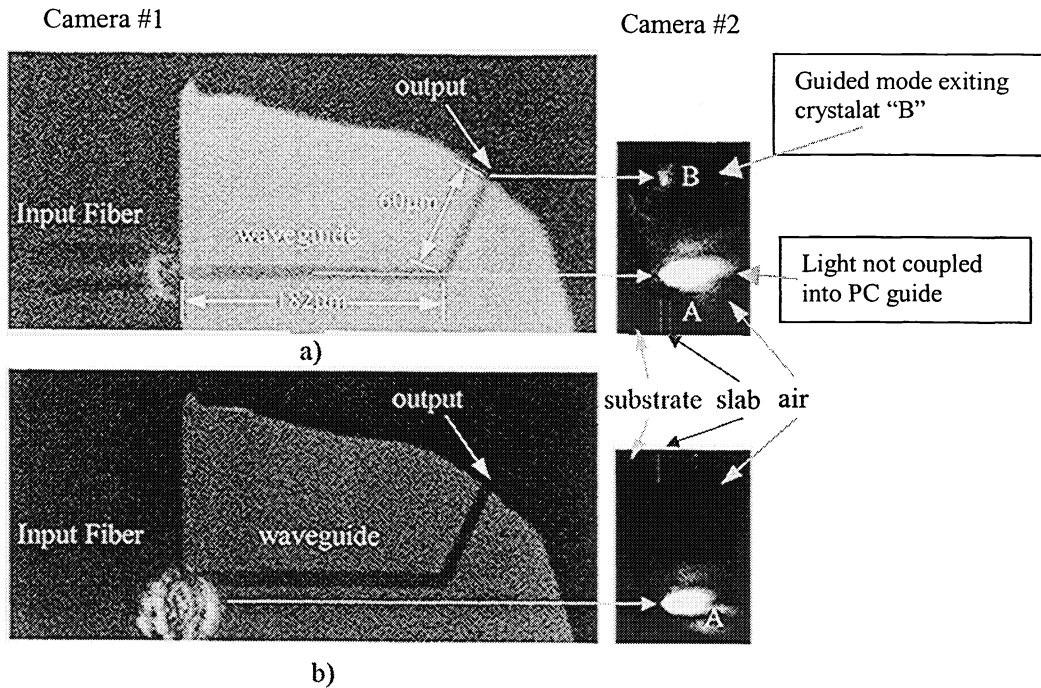 Camera #1
Camera #2
output
Guided mode exiting
crystalat “B”
B
Input Fiber
60μm
waveguide
Light not coupled
into PC guide
182μm
A
a)
output
substrate slab air
Input Fiber
waveguide
A
b)